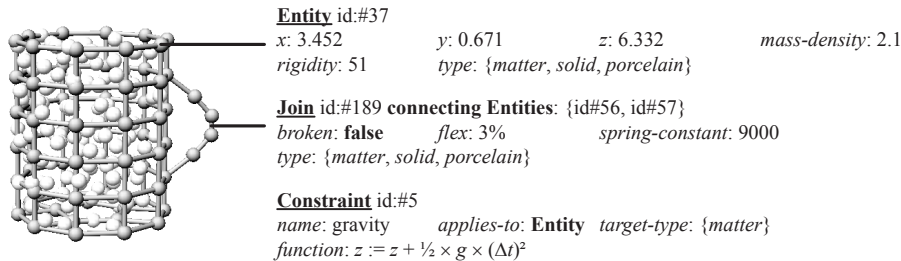 Entity id:#37
x: 3.452 y: 0.671 z: 6.332 mass-density: 2.1
rigidity: 51 type: {matter, solid, porcelain}
Join id:#189 connecting Entities: {id#56, id#57}
broken: false flex: 3% spring-constant: 9000
type: {matter, solid, porcelain}
Constraint id:#5
name: gravity applies-to: Entity target-type: {matter}
function: z := z + ½ × g × (Δt)²